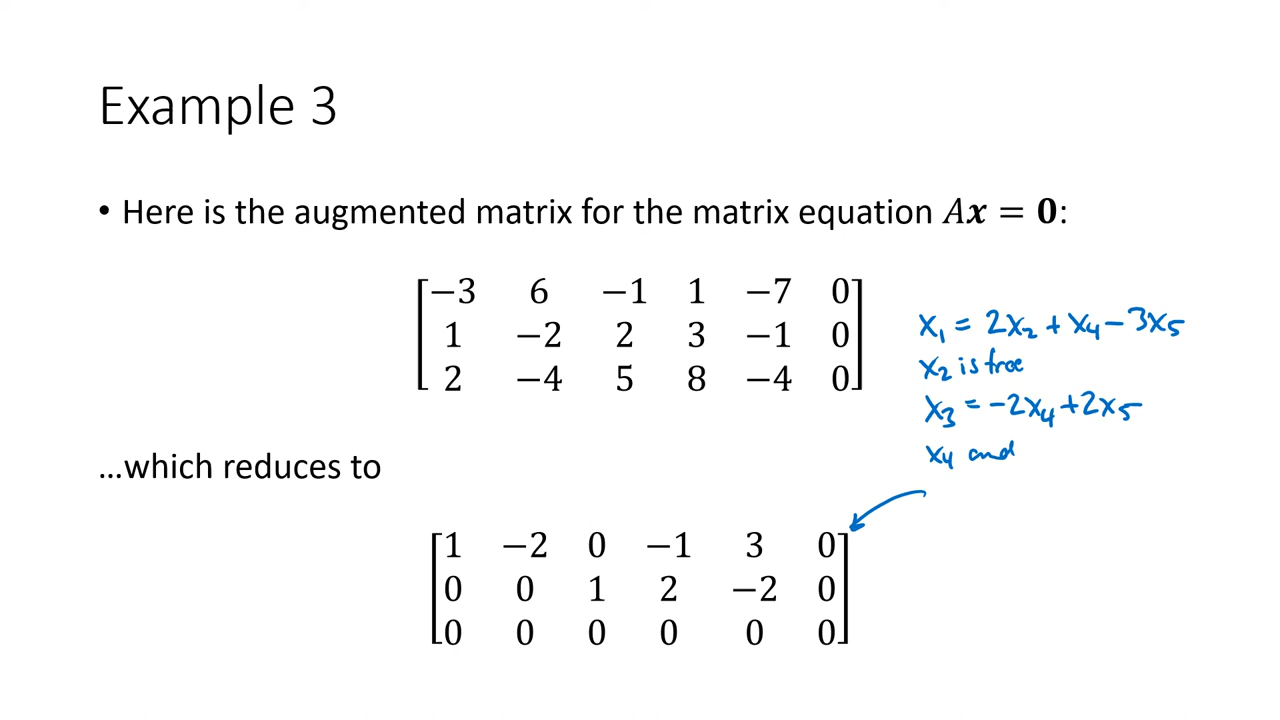 Example 3
• Here is the augmented matrix for the matrix equation Ax = 0:
−3 6 −1 1 −7 0
1 −2 2 3 −1 0
2 −4 5 8 −4 0
x₁ = 2x₂ + x₄ − 3x₅
x₂ is free
x₃ = −2x₄ + 2x₅
x₄ and
...which reduces to
1 −2 0 −1 3 0
0 0 1 2 −2 0
0 0 0 0 0 0